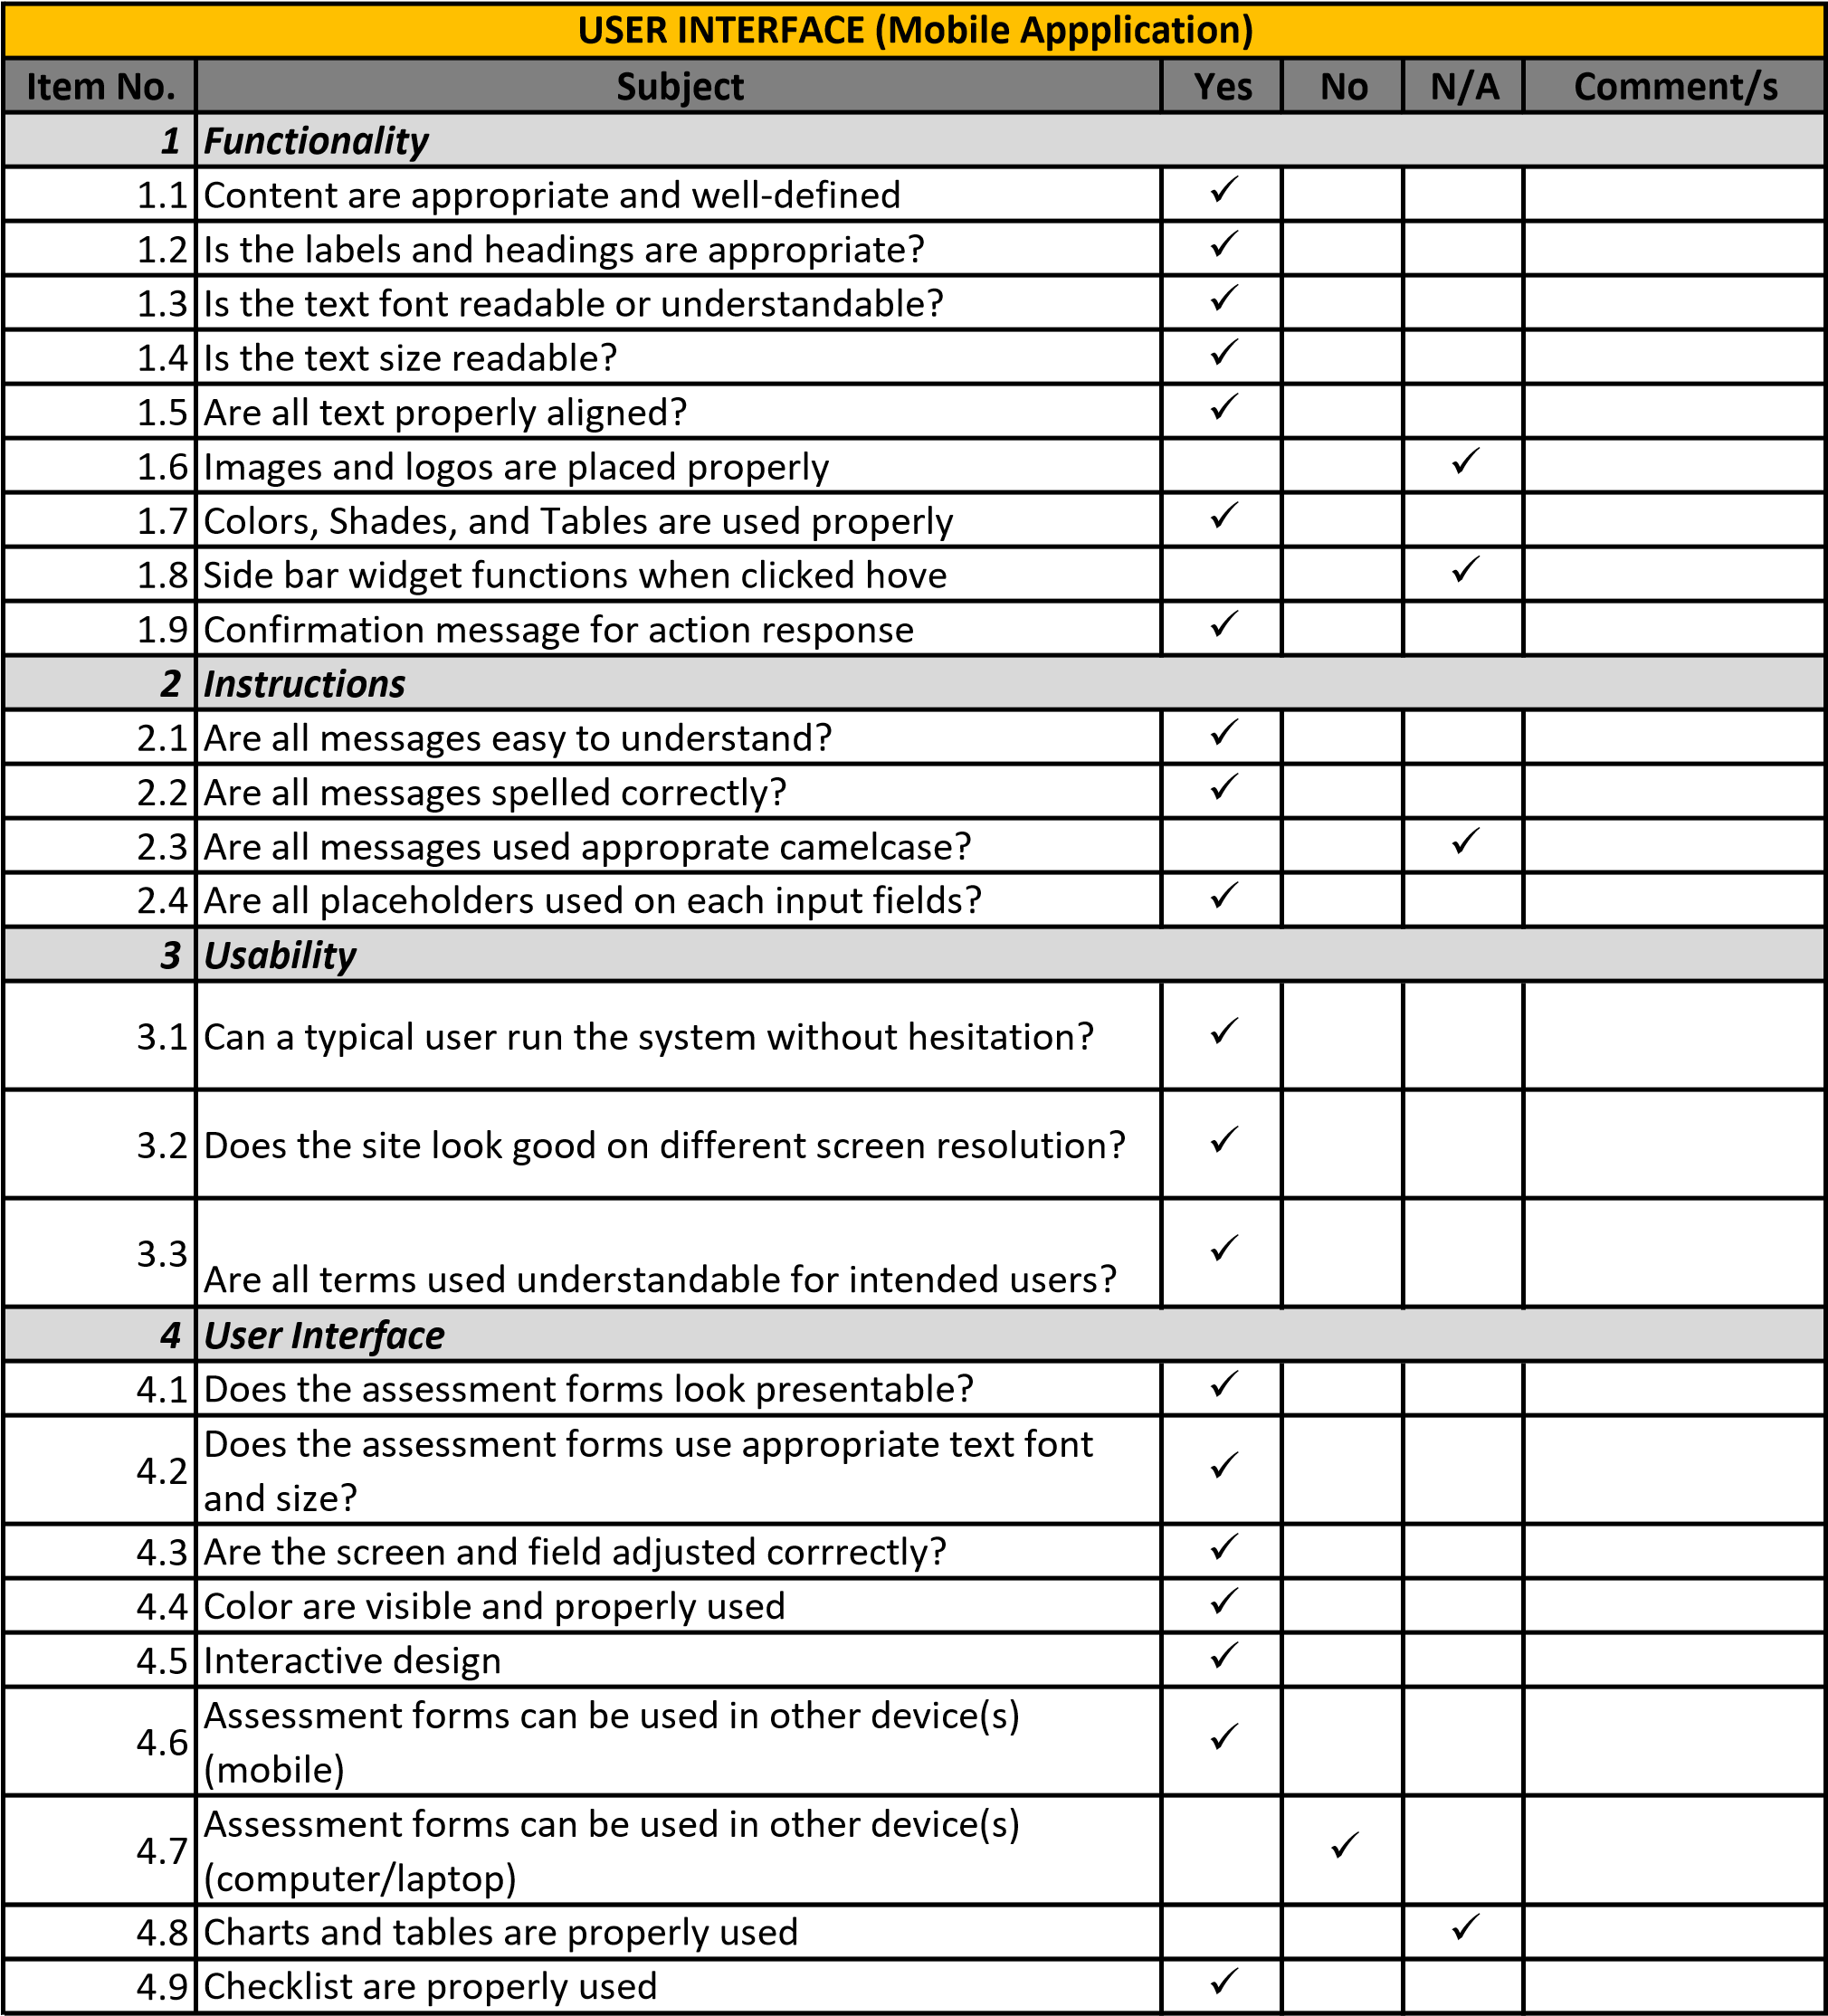 USER INTERFACE (Mobile Appplication)
Item No. Subject Yes No N/A Comment/s
1 Functionality
1.1 Content are appropriate and well-defined ✓
1.2 Is the labels and headings are appropriate? ✓
1.3 Is the text font readable or understandable? ✓
1.4 Is the text size readable? ✓
1.5 Are all text properly aligned? ✓
1.6 Images and logos are placed properly ✓
1.7 Colors, Shades, and Tables are used properly ✓
1.8 Side bar widget functions when clicked hove ✓
1.9 Confirmation message for action response ✓
2 Instructions
2.1 Are all messages easy to understand? ✓
2.2 Are all messages spelled correctly? ✓
2.3 Are all messages used approprate camelcase? ✓
2.4 Are all placeholders used on each input fields? ✓
3 Usability
3.1 Can a typical user run the system without hesitation? ✓
3.2 Does the site look good on different screen resolution? ✓
3.3 Are all terms used understandable for intended users? ✓
4 User Interface
4.1 Does the assessment forms look presentable? ✓
4.2 Does the assessment forms use appropriate text font
and size? ✓
4.3 Are the screen and field adjusted corrrectly? ✓
4.4 Color are visible and properly used ✓
4.5 Interactive design ✓
4.6 Assessment forms can be used in other device(s)
(mobile) ✓
4.7 Assessment forms can be used in other device(s)
(computer/laptop) ✓
4.8 Charts and tables are properly used ✓
4.9 Checklist are properly used ✓